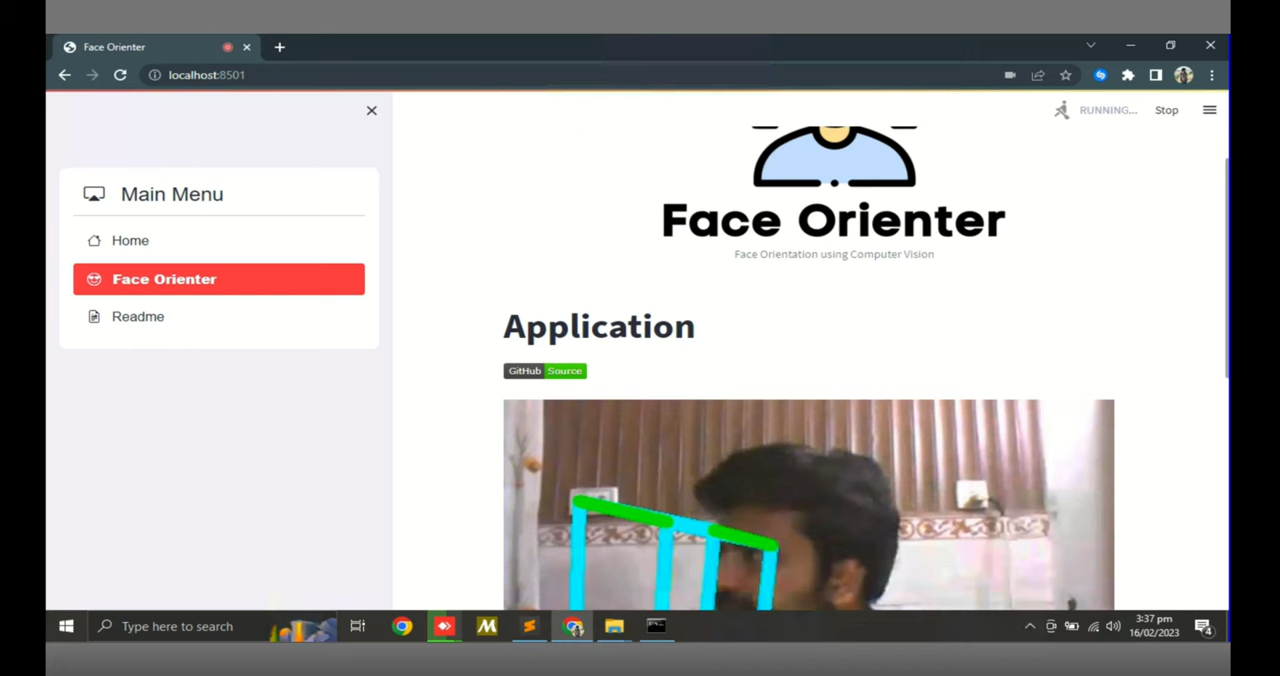 Face Orienter
localhost:8501
RUNNING...
Stop
Main Menu
Home
Face Orienter
Readme
Face Orienter
Face Orientation using Computer Vision
Application
GitHub Source
Type here to search
3:37 pm
16/02/2023
4